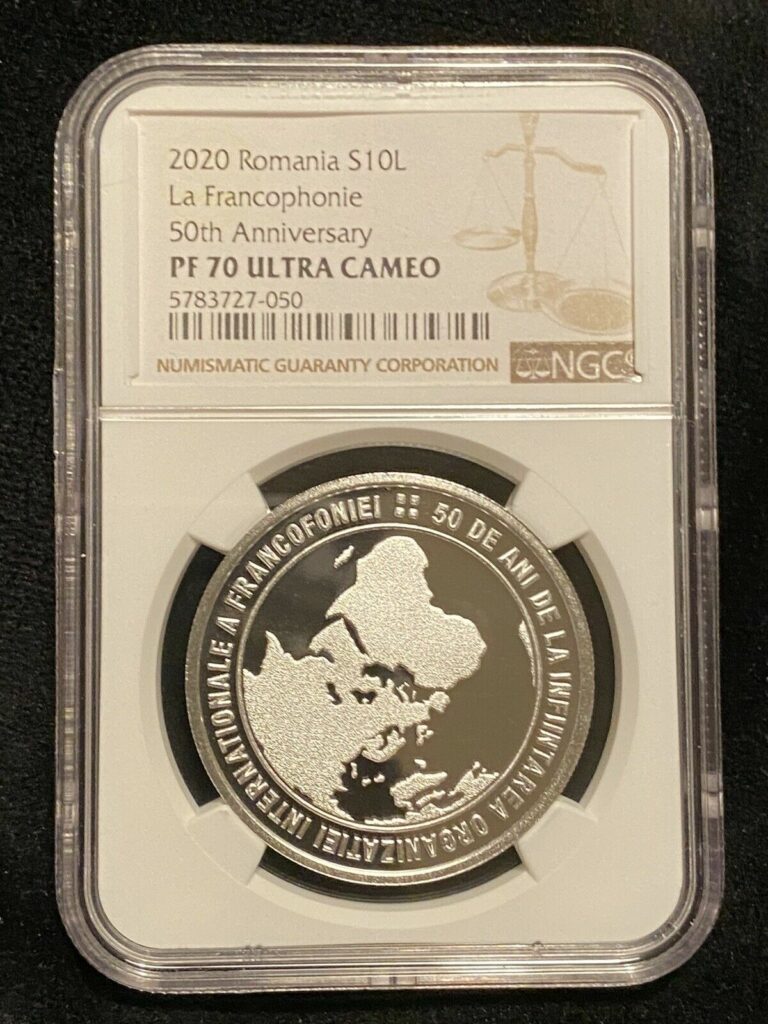 2020 Romania S10L
La Francophonie
50th Anniversary
PF 70 ULTRA CAMEO
5783727-050
NUMISMATIC GUARANTY CORPORATION
NGC
50 DE ANI DE LA INFIINTAREA ORGANIZATIEI INTERNATIONALE A FRANCOFONIEI